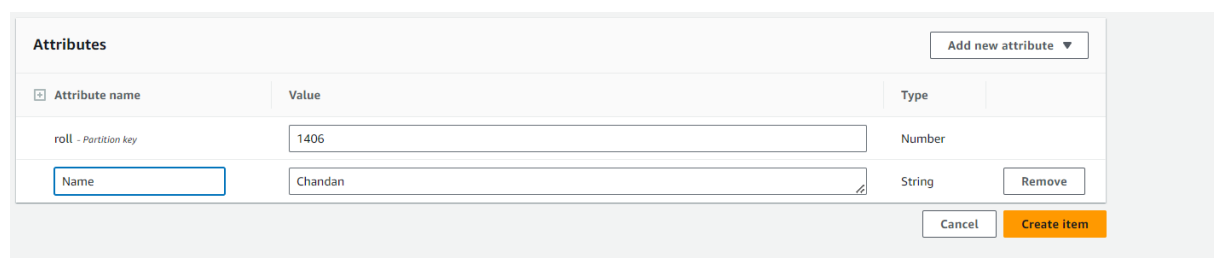 Attributes
Add new attribute ▼
Attribute name Value Type
roll - Partition key 1406 Number
Name Chandan String Remove
Cancel Create item